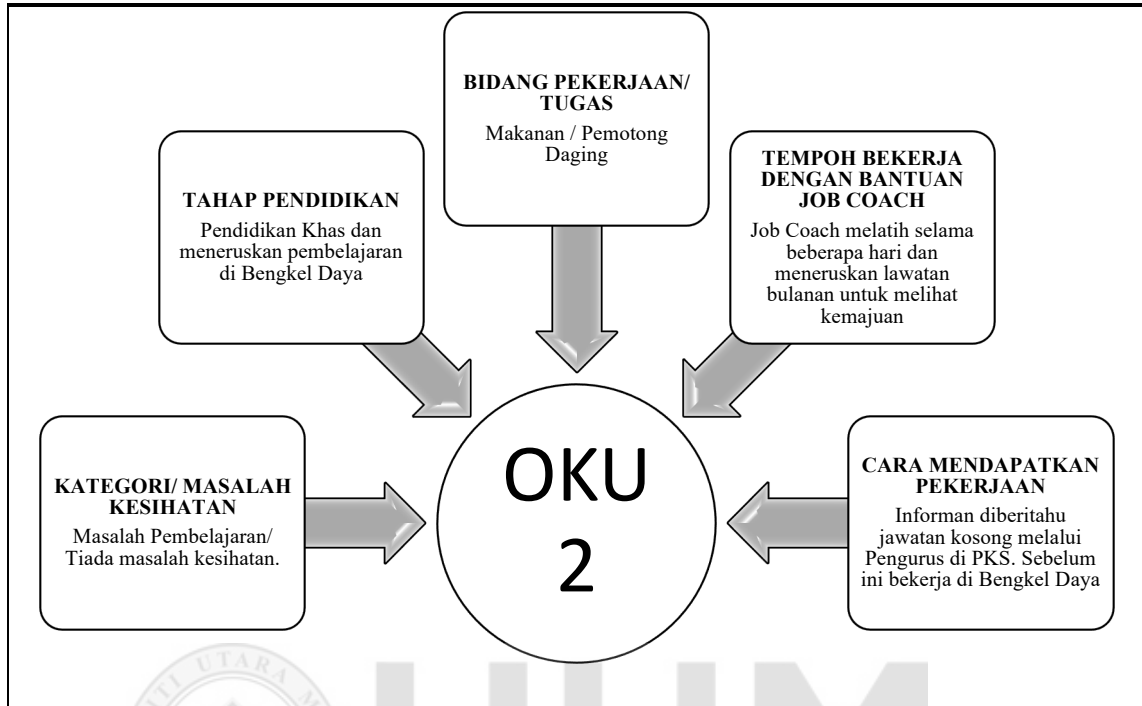 BIDANG PEKERJAAN/
TUGAS
Makanan / Pemotong
Daging
TAHAP PENDIDIKAN
Pendidikan Khas dan
meneruskan pembelajaran
di Bengkel Daya
TEMPOH BEKERJA
DENGAN BANTUAN
JOB COACH
Job Coach melatih selama
beberapa hari dan
meneruskan lawatan
bulanan untuk melihat
kemajuan
KATEGORI/ MASALAH
KESIHATAN
Masalah Pembelajaran/
Tiada masalah kesihatan.
OKU
2
CARA MENDAPATKAN
PEKERJAAN
Informan diberitahu
jawatan kosong melalui
Pengurus di PKS. Sebelum
ini bekerja di Bengkel Daya
UTARA